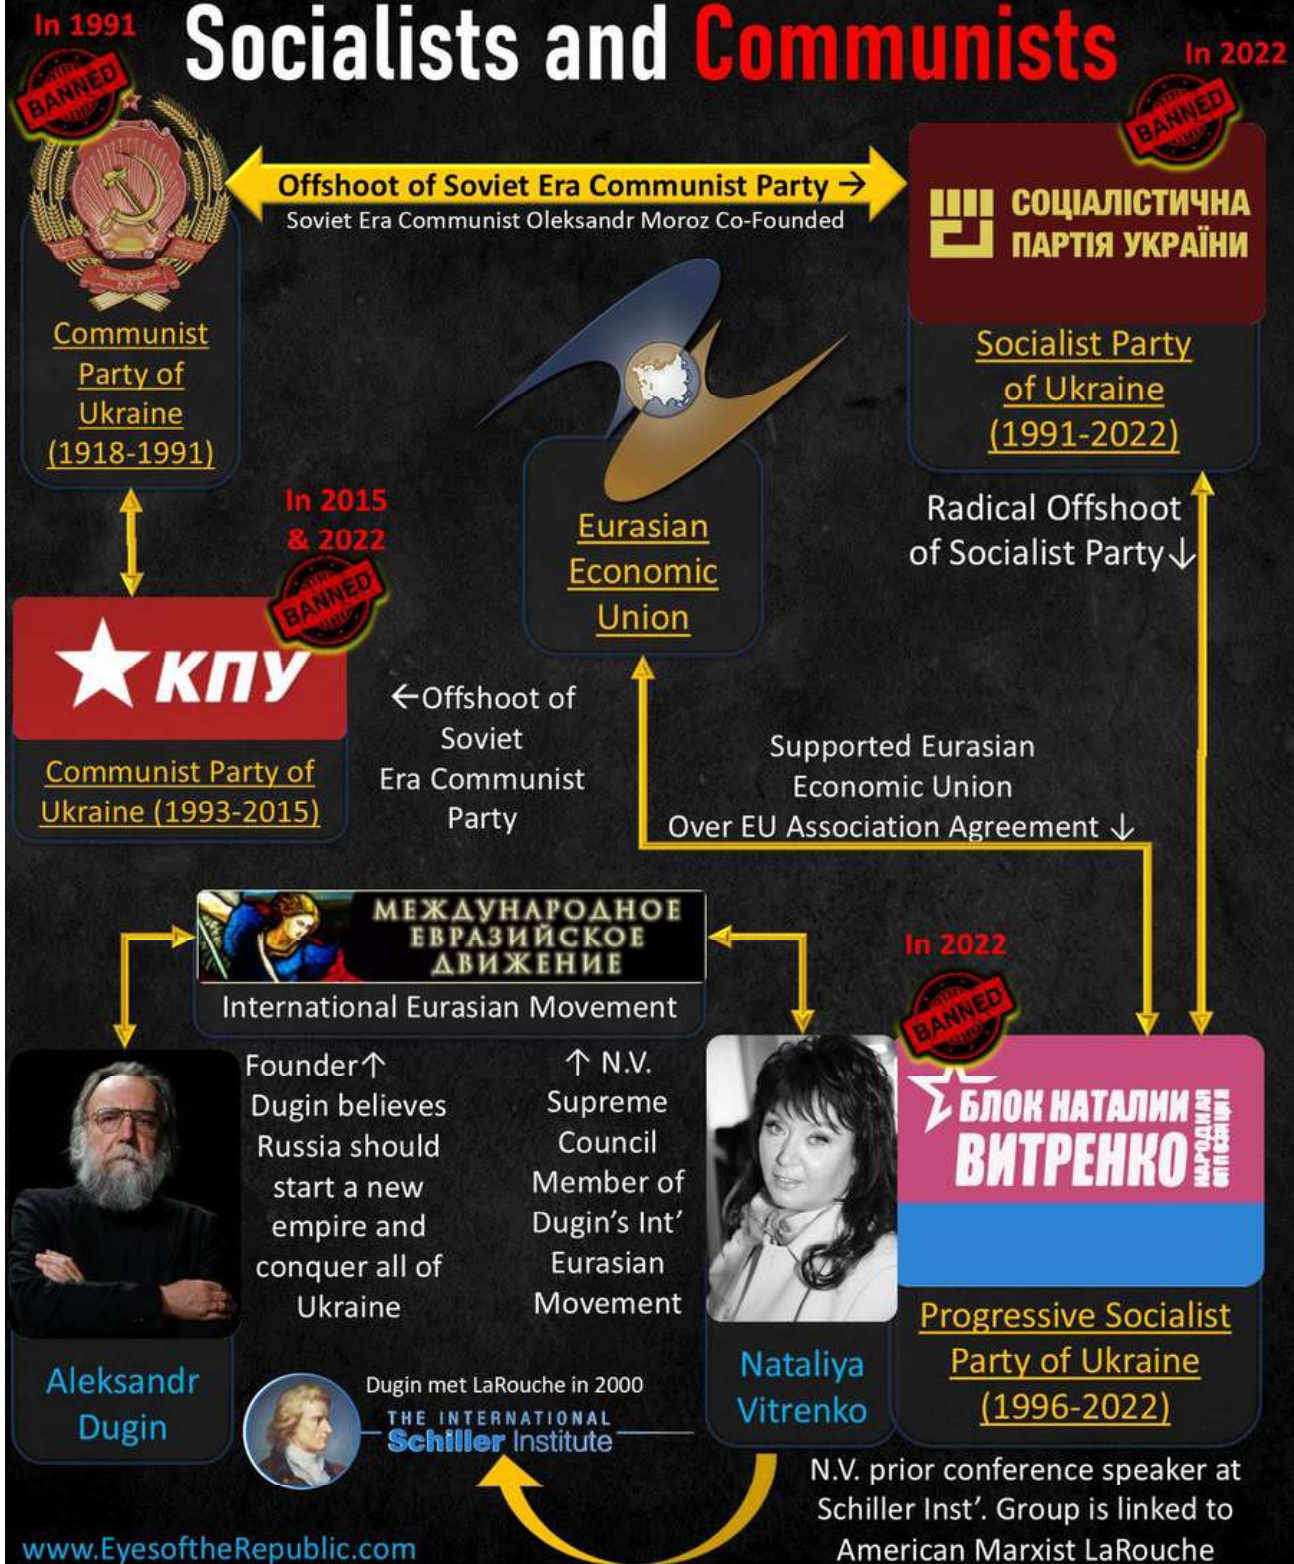 In 1991
Socialists and Communists
In 2022
BANNED
BANNED
Offshoot of Soviet Era Communist Party →
Soviet Era Communist Oleksandr Moroz Co-Founded
СОЦІАЛІСТИЧНА
ПАРТІЯ УКРАЇНИ
Communist
Party of
Ukraine
(1918-1991)
Socialist Party
of Ukraine
(1991-2022)
In 2015
& 2022
BANNED
Eurasian
Economic
Union
Radical Offshoot
of Socialist Party↓
КПУ
Communist Party of
Ukraine (1993-2015)
←Offshoot of
Soviet
Era Communist
Party
Supported Eurasian
Economic Union
Over EU Association Agreement ↓
МЕЖДУНАРОДНОЕ
ЕВРАЗИЙСКОЕ
ДВИЖЕНИЕ
International Eurasian Movement
In 2022
BANNED
Founder↑
Dugin believes
Russia should
start a new
empire and
conquer all of
Ukraine
↑ N.V.
Supreme
Council
Member of
Dugin’s Int’
Eurasian
Movement
БЛОК НАТАЛИИ
ВИТРЕНКО
НАРОДНАЯ
ОППОЗИЦИЯ
Aleksandr
Dugin
Dugin met LaRouche in 2000
THE INTERNATIONAL
Schiller Institute
Nataliya
Vitrenko
Progressive Socialist
Party of Ukraine
(1996-2022)
N.V. prior conference speaker at
Schiller Inst’. Group is linked to
American Marxist LaRouche
www.EyesoftheRepublic.com